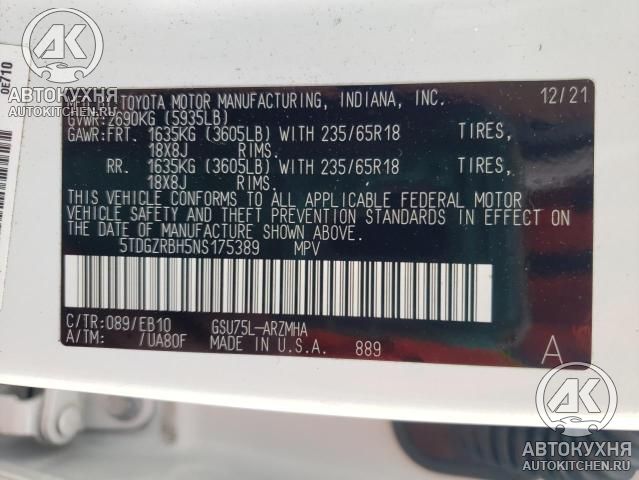 0E710
АВТОКУХНЯ
AUTOKITCHEN.RU
TOYOTA MOTOR MANUFACTURING, INDIANA, INC. 12/21
GVWR: 2690KG (5935LB)
GAWR:FRT. 1635KG (3605LB) WITH 235/65R18 TIRES,
18X8J RIMS.
RR. 1635KG (3605LB) WITH 235/65R18 TIRES,
18X8J RIMS.
THIS VEHICLE CONFORMS TO ALL APPLICABLE FEDERAL MOTOR
VEHICLE SAFETY AND THEFT PREVENTION STANDARDS IN EFFECT ON
THE DATE OF MANUFACTURE SHOWN ABOVE.
5TDGZRBH5NS175389 MPV
C/TR:089/EB10 GSU75L-ARZMHA
A/TM: /UA80F MADE IN U.S.A. 889 A
АК
АВТОКУХНЯ
AUTOKITCHEN.RU